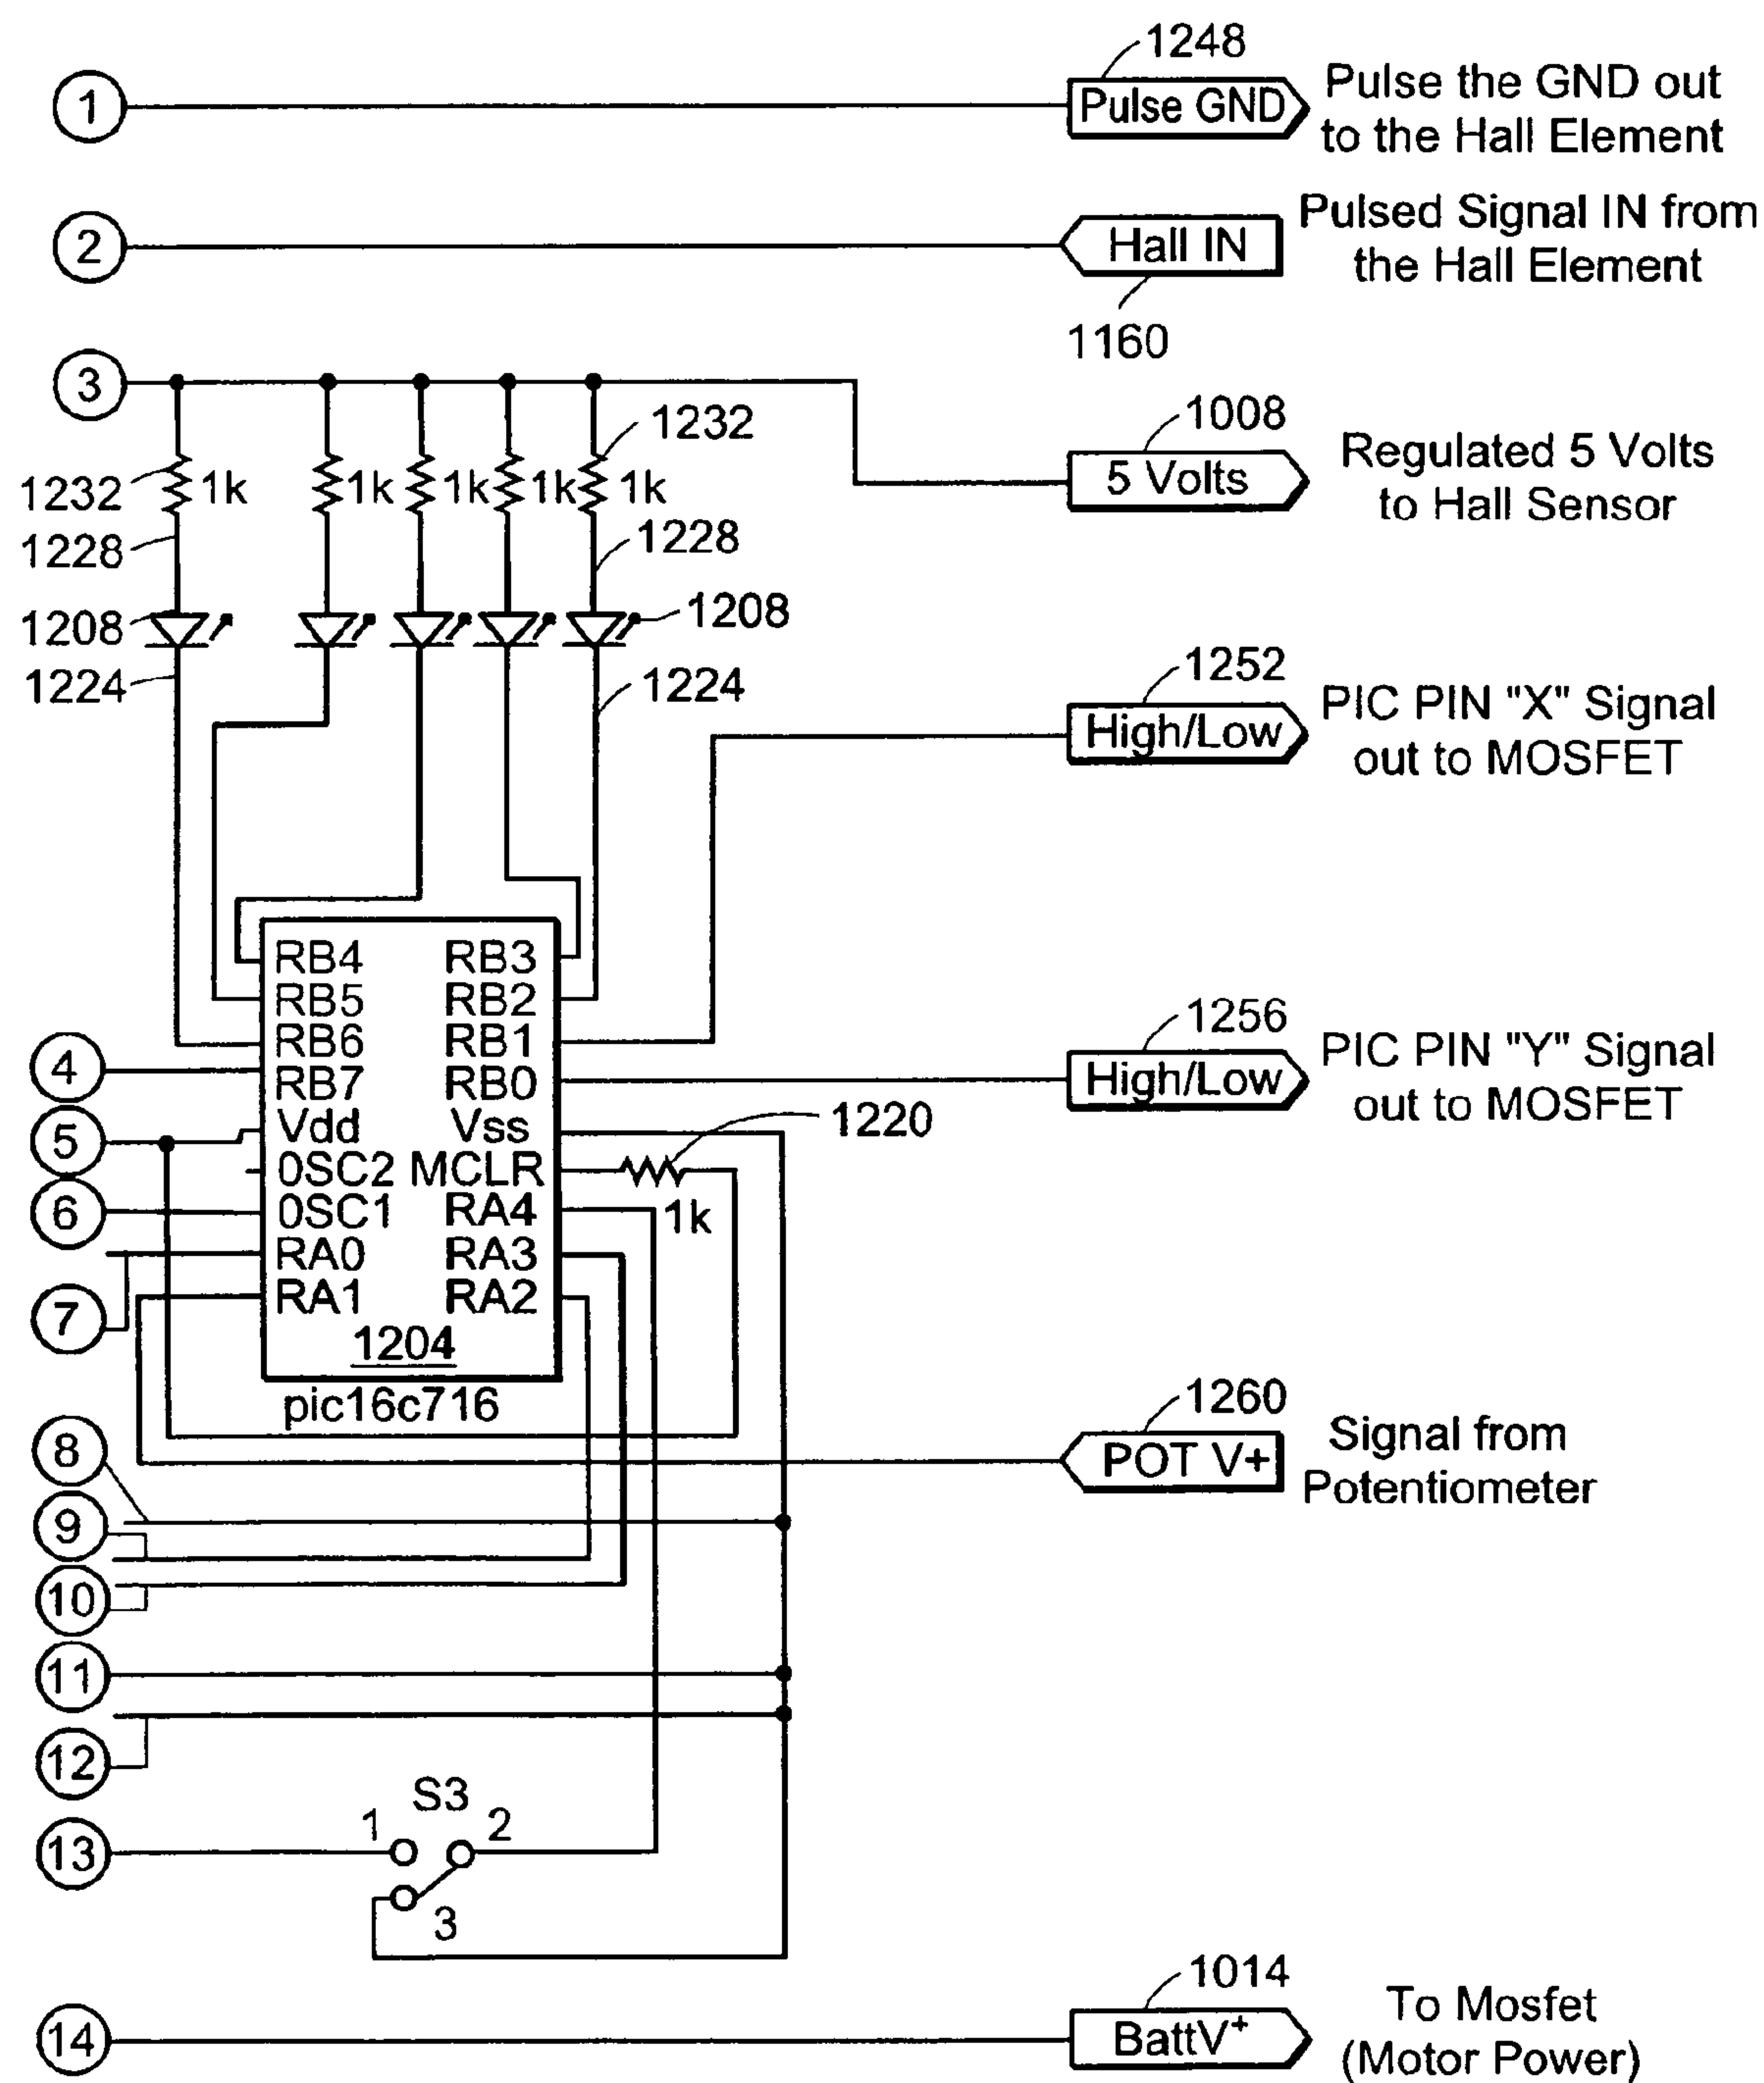 1248
1
Pulse GND
Pulse the GND out
to the Hall Element
2
Hall IN
Pulsed Signal IN from
the Hall Element
1160
3
1232
1008
5 Volts
Regulated 5 Volts
to Hall Sensor
1232
1k
1k
1k
1k
1k
1228
1228
1208
1208
1224
1224
1252
High/Low
PIC PIN "X" Signal
out to MOSFET
RB4 RB3
RB5 RB2
RB6 RB1
RB7 RB0
Vdd Vss
0SC2 MCLR
0SC1 RA4
RA0 RA3
RA1 RA2
1204
pic16c716
4
5
6
7
1256
High/Low
PIC PIN "Y" Signal
out to MOSFET
1220
1k
8
9
10
1260
POT V+
Signal from
Potentiometer
11
12
S3
13
1
2
3
14
1014
BattV+
To Mosfet
(Motor Power)